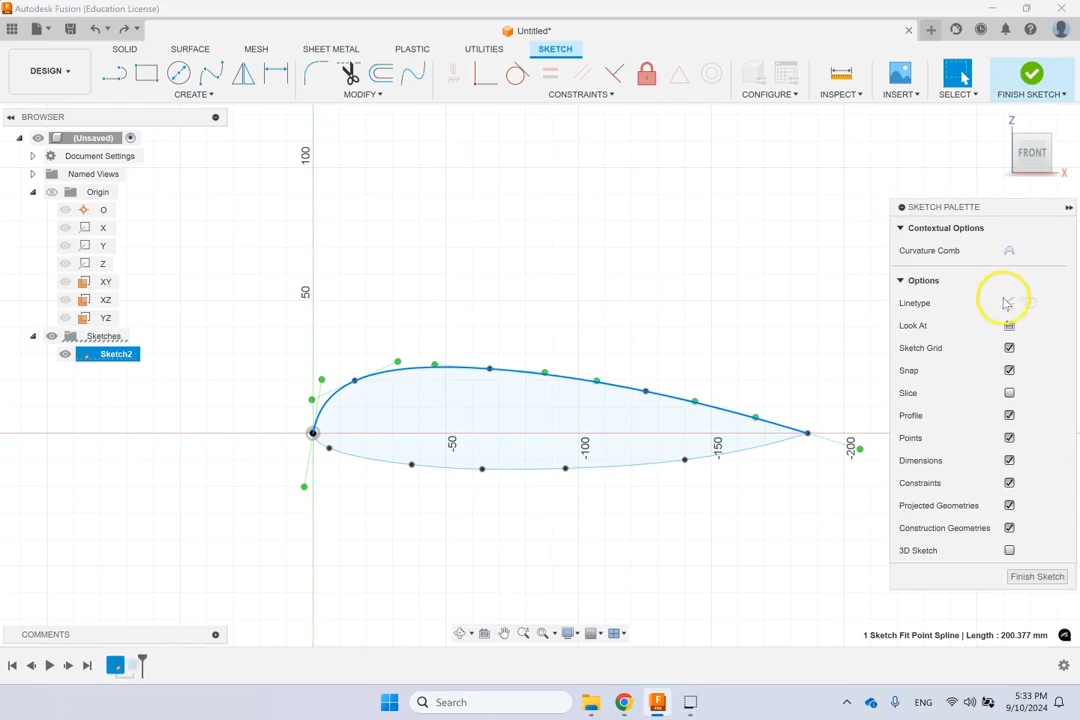 Autodesk Fusion (Education License)
Untitled*
SOLID SURFACE MESH SHEET METAL PLASTIC UTILITIES SKETCH
DESIGN
CREATE MODIFY CONSTRAINTS CONFIGURE INSPECT INSERT SELECT FINISH SKETCH
BROWSER
(Unsaved)
Document Settings
Named Views
Origin
O
X
Y
Z
XY
XZ
YZ
Sketches
Sketch2
100
50
-50
-100
-150
-200
Z
FRONT
X
SKETCH PALETTE
Contextual Options
Curvature Comb
Options
Linetype
Look At
Sketch Grid
Snap
Slice
Profile
Points
Dimensions
Constraints
Projected Geometries
Construction Geometries
3D Sketch
Finish Sketch
COMMENTS
1 Sketch Fit Point Spline | Length : 200.377 mm
Search
ENG
5:33 PM
9/10/2024